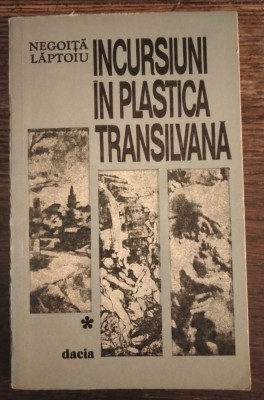 NEGOIȚĂ
LĂPTOIU
INCURSIUNI
ÎN PLASTICA
TRANSILVANĂ
*
dacia